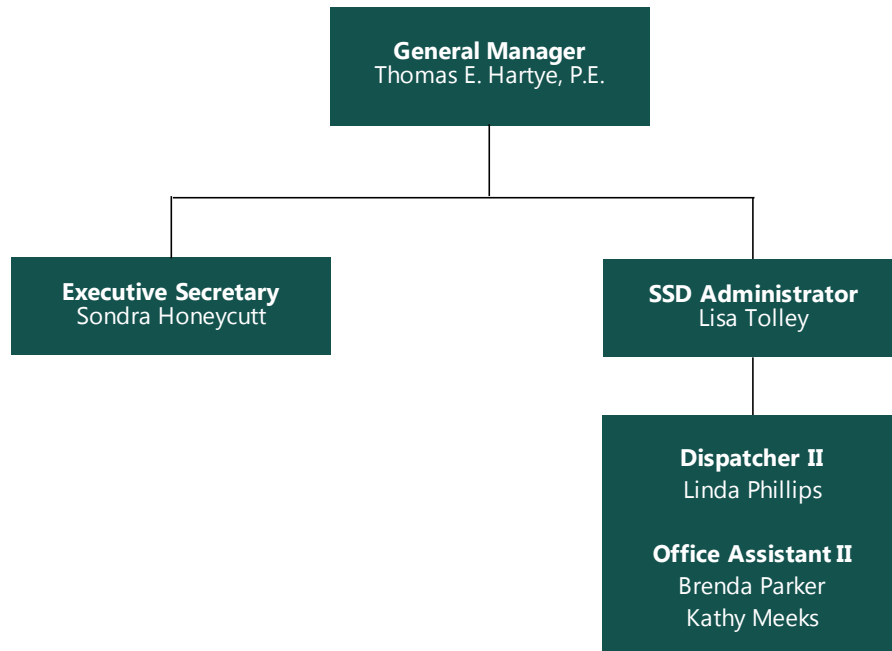 General Manager
Thomas E. Hartye, P.E.
Executive Secretary
Sondra Honeycutt
SSD Administrator
Lisa Tolley
Dispatcher II
Linda Phillips
Office Assistant II
Brenda Parker
Kathy Meeks